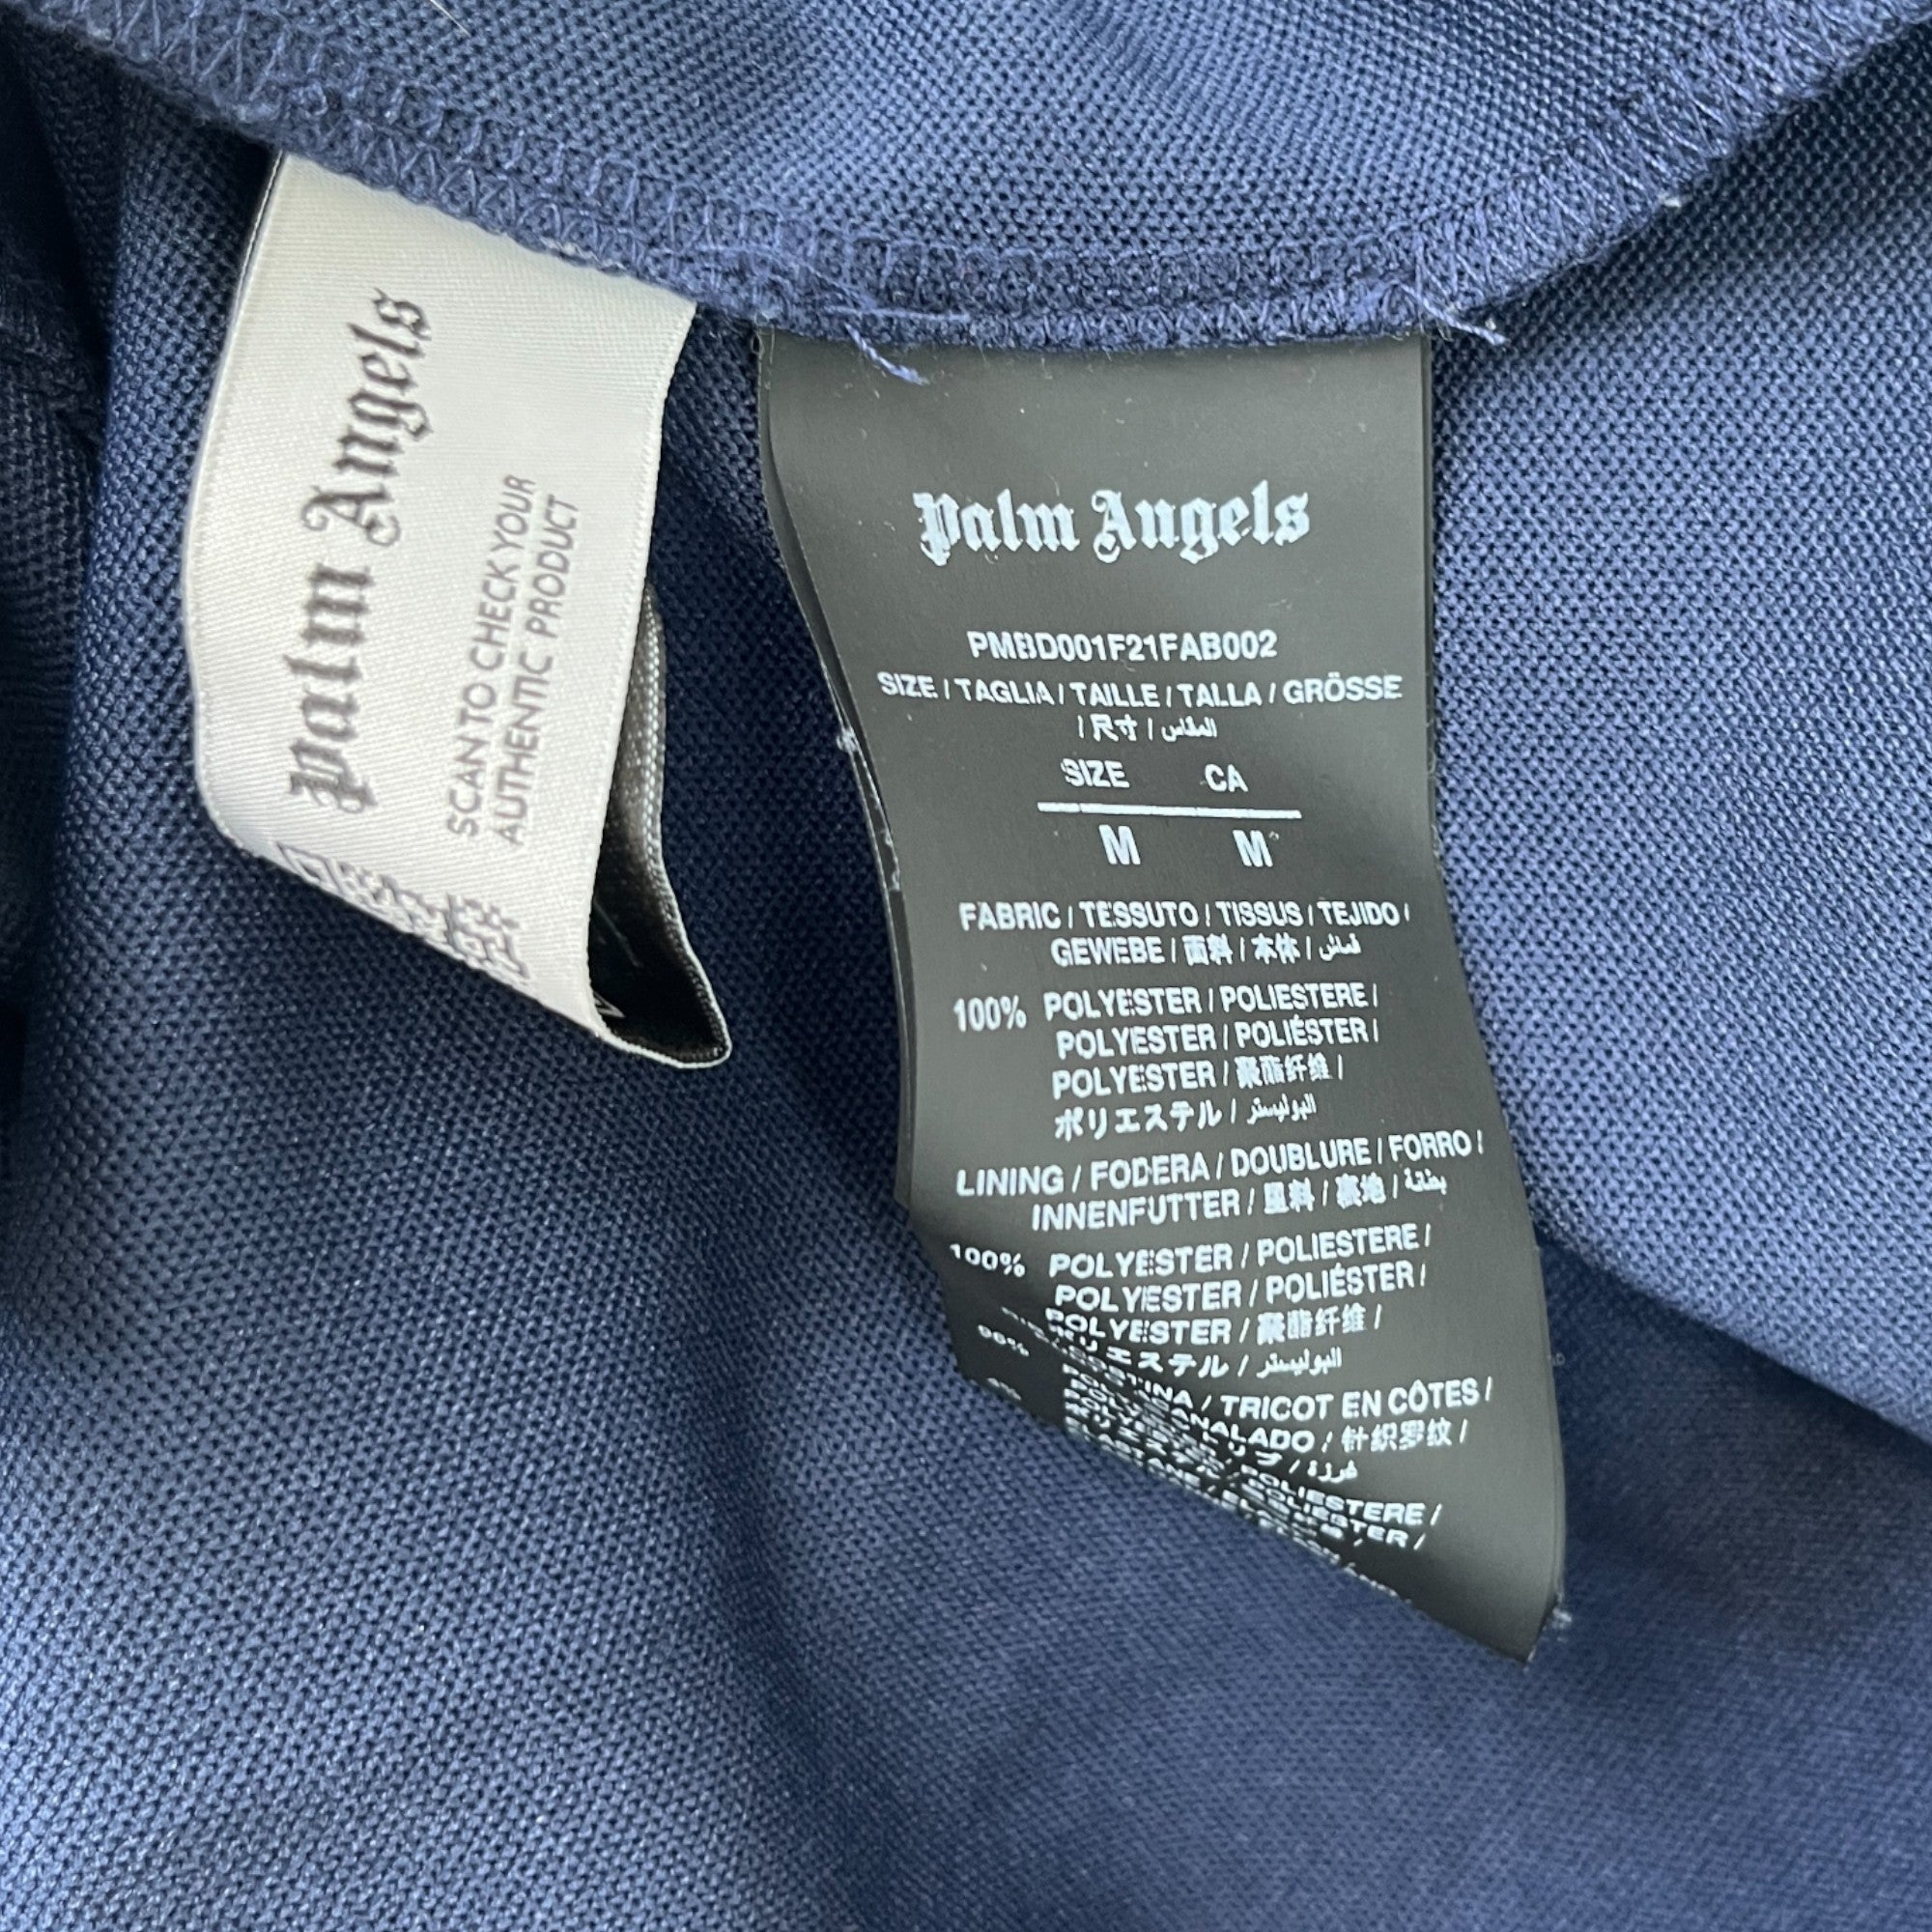 Palm Angels
SCAN TO CHECK YOUR
AUTHENTIC PRODUCT
Palm Angels
PMBD001F21FAB002
SIZE / TAGLIA / TAILLE / TALLA / GRÖSSE
/ 尺寸 / المقاس
SIZE CA
M M
FABRIC / TESSUTO / TISSUS / TEJIDO /
GEWEBE / 面料 / 本体 / قماش
100% POLYESTER / POLIESTERE /
POLYESTER / POLIÉSTER /
POLYESTER / 聚酯纤维 /
ポリエステル / البوليستر
LINING / FODERA / DOUBLURE / FORRO /
INNENFUTTER / 里料 / 裏地 / بطانة
100% POLYESTER / POLIESTERE /
POLYESTER / POLIÉSTER /
POLYESTER / 聚酯纤维 /
ポリエステル / البوليستر
/ TRICOT EN CÔTES /
/ 针织罗纹 /
96%
POLIESTERE /